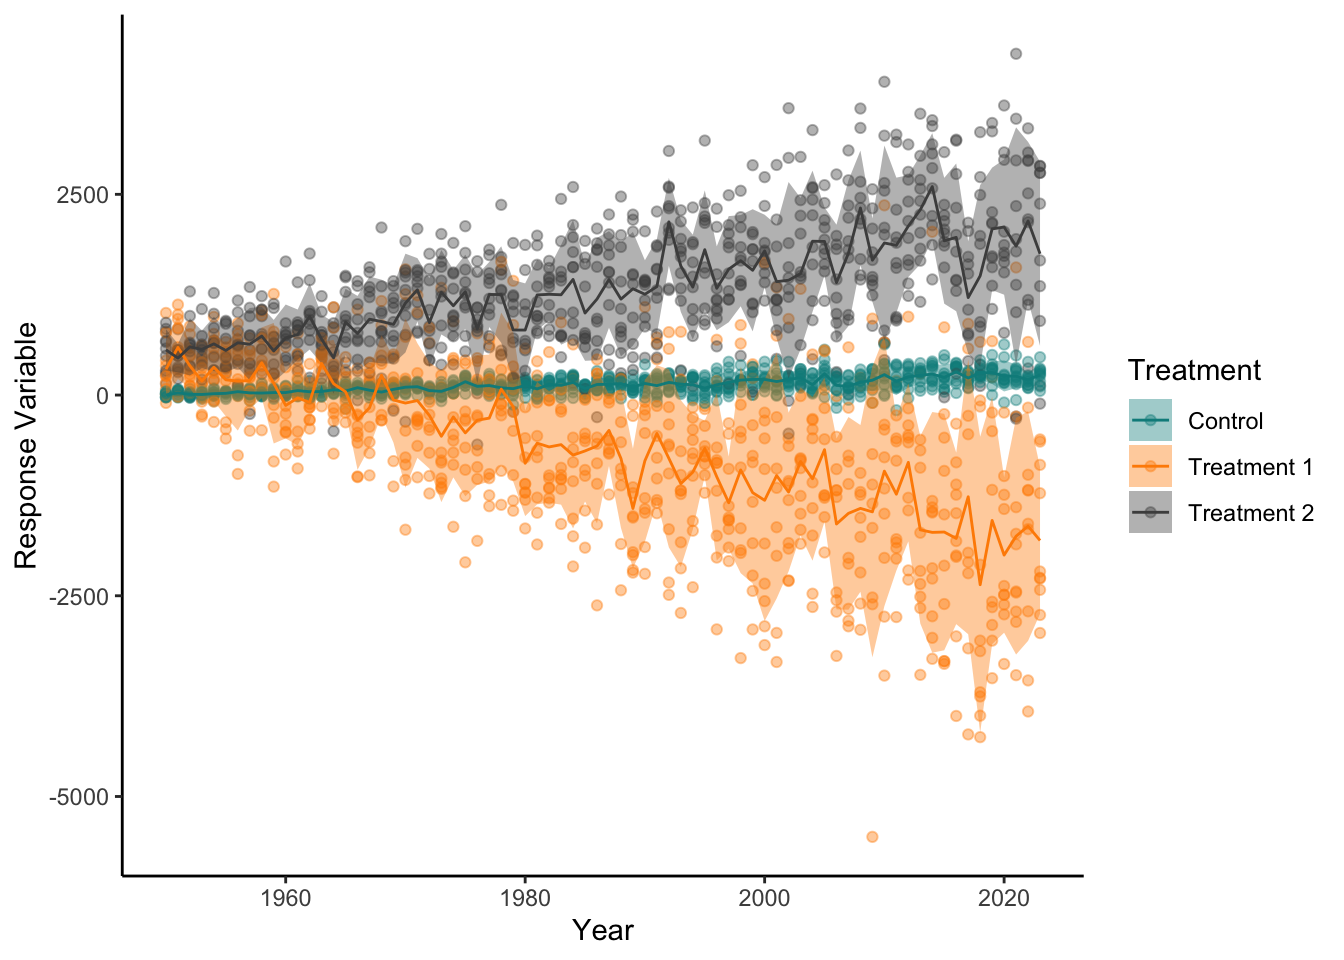 2500
0
-2500
-5000
Response Variable
1960
1980
2000
2020
Year
Treatment
Control
Treatment 1
Treatment 2